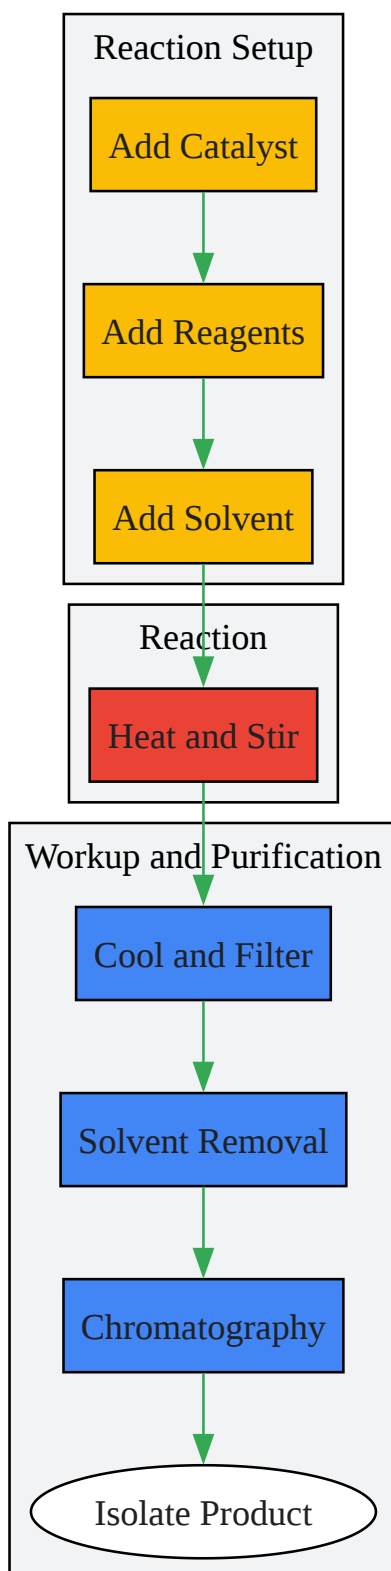 Reaction Setup
Add Catalyst
Add Reagents
Add Solvent
Reaction
Heat and Stir
Workup and Purification
Cool and Filter
Solvent Removal
Chromatography
Isolate Product